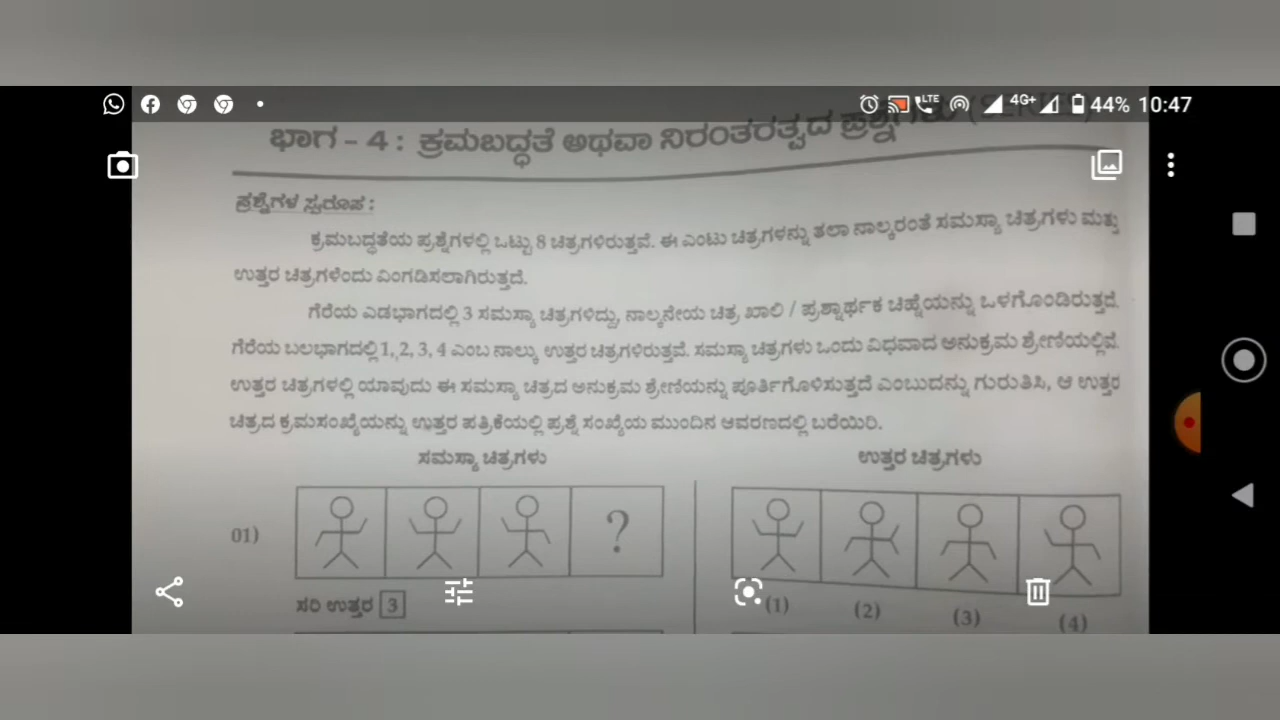 4G+ 44% 10:47
LTE
ಭಾಗ - 4 : ಕ್ರಮಬದ್ಧತೆ ಅಥವಾ ನಿರಂತರತ್ವದ ಪ್ರಶ್ನೆಗಳು (SERIES)
ಪ್ರಶ್ನೆಗಳ ಸ್ವರೂಪ :
ಕ್ರಮಬದ್ಧತೆಯ ಪ್ರಶ್ನೆಗಳಲ್ಲಿ ಒಟ್ಟು 8 ಚಿತ್ರಗಳಿರುತ್ತವೆ. ಈ ಎಂಟು ಚಿತ್ರಗಳನ್ನು ತಲಾ ನಾಲ್ಕರಂತೆ ಸಮಸ್ಯಾ ಚಿತ್ರಗಳು ಮತ್ತು
ಉತ್ತರ ಚಿತ್ರಗಳೆಂದು ವಿಂಗಡಿಸಲಾಗಿರುತ್ತದೆ.
ಗೆರೆಯ ಎಡಭಾಗದಲ್ಲಿ 3 ಸಮಸ್ಯಾ ಚಿತ್ರಗಳಿದ್ದು, ನಾಲ್ಕನೇಯ ಚಿತ್ರ ಖಾಲಿ / ಪ್ರಶ್ನಾರ್ಥಕ ಚಿಹ್ನೆಯನ್ನು ಒಳಗೊಂಡಿರುತ್ತದೆ.
ಗೆರೆಯ ಬಲಭಾಗದಲ್ಲಿ 1, 2, 3, 4 ಎಂಬ ನಾಲ್ಕು ಉತ್ತರ ಚಿತ್ರಗಳಿರುತ್ತವೆ. ಸಮಸ್ಯಾ ಚಿತ್ರಗಳು ಒಂದು ವಿಧವಾದ ಅನುಕ್ರಮ ಶ್ರೇಣಿಯಲ್ಲಿವೆ.
ಉತ್ತರ ಚಿತ್ರಗಳಲ್ಲಿ ಯಾವುದು ಈ ಸಮಸ್ಯಾ ಚಿತ್ರದ ಅನುಕ್ರಮ ಶ್ರೇಣಿಯನ್ನು ಪೂರ್ತಿಗೊಳಿಸುತ್ತದೆ ಎಂಬುದನ್ನು ಗುರುತಿಸಿ, ಆ ಉತ್ತರ
ಚಿತ್ರದ ಕ್ರಮಸಂಖ್ಯೆಯನ್ನು ಉತ್ತರ ಪತ್ರಿಕೆಯಲ್ಲಿ ಪ್ರಶ್ನೆ ಸಂಖ್ಯೆಯ ಮುಂದಿನ ಆವರಣದಲ್ಲಿ ಬರೆಯಿರಿ.
ಸಮಸ್ಯಾ ಚಿತ್ರಗಳು ಉತ್ತರ ಚಿತ್ರಗಳು
01) ?
(1) (2) (3) (4)
ಸರಿ ಉತ್ತರ 3